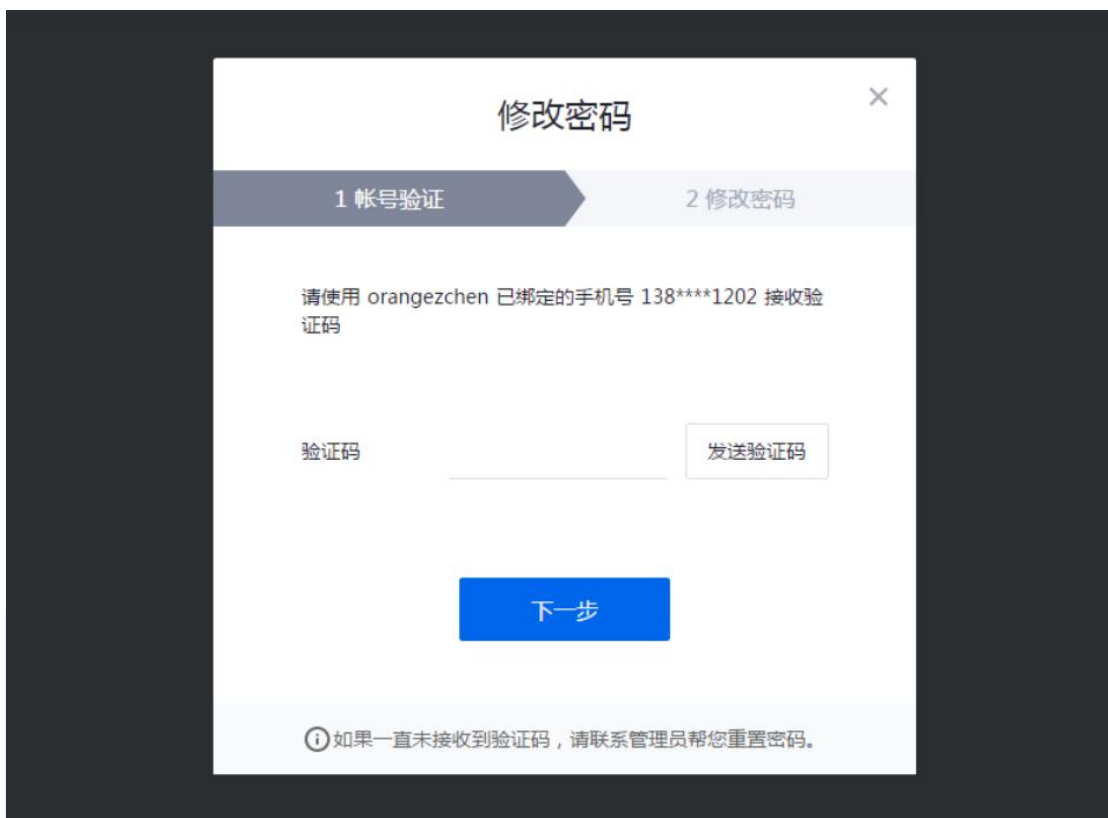 修改密码
1 帐号验证
2 修改密码
请使用 orangezchen 已绑定的手机号 138****1202 接收验
证码
验证码
发送验证码
下一步
如果一直未接收到验证码，请联系管理员帮您重置密码。